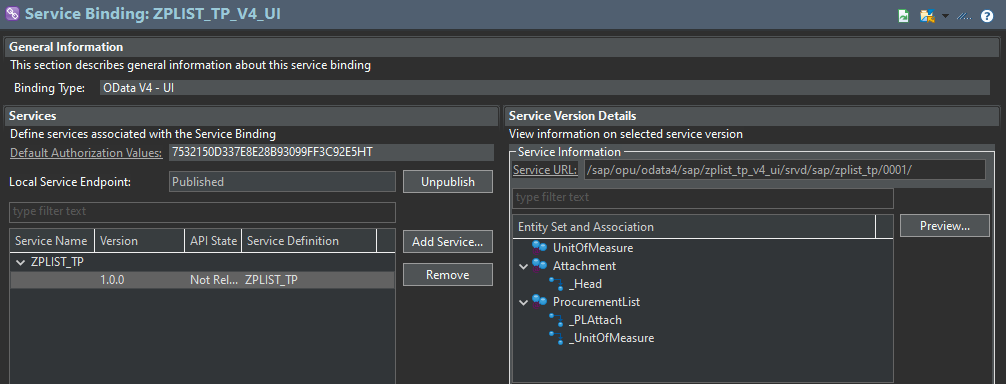 Service Binding: ZPLIST_TP_V4_UI
General Information
This section describes general information about this service binding
Binding Type: OData V4 - UI
Services
Define services associated with the Service Binding
Default Authorization Values: 7532150D337E8E28B93099FF3C92E5HT
Local Service Endpoint: Published Unpublish
type filter text
Service Name Version API State Service Definition Add Service...
ZPLIST_TP
1.0.0 Not Rel... ZPLIST_TP Remove
Service Version Details
View information on selected service version
Service Information
Service URL: /sap/opu/odata4/sap/zplist_tp_v4_ui/srvd/sap/zplist_tp/0001/
type filter text
Entity Set and Association Preview...
UnitOfMeasure
Attachment
_Head
ProcurementList
_PLAttach
_UnitOfMeasure